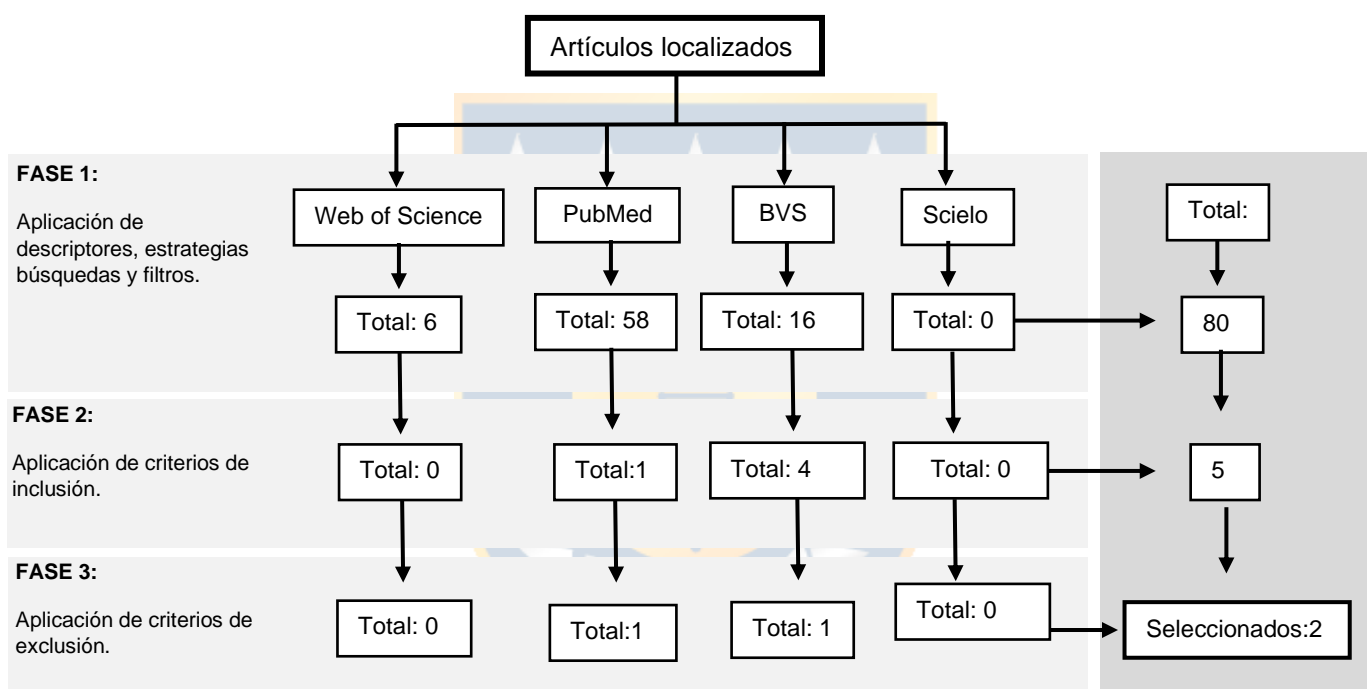 Artículos localizados
FASE 1:
Aplicación de
descriptores, estrategias
búsquedas y filtros.
Web of Science
PubMed
BVS
Scielo
Total:
Total: 6
Total: 58
Total: 16
Total: 0
80
FASE 2:
Aplicación de criterios de
inclusión.
Total: 0
Total:1
Total: 4
Total: 0
5
FASE 3:
Aplicación de criterios de
exclusión.
Total: 0
Total:1
Total: 1
Total: 0
Seleccionados:2